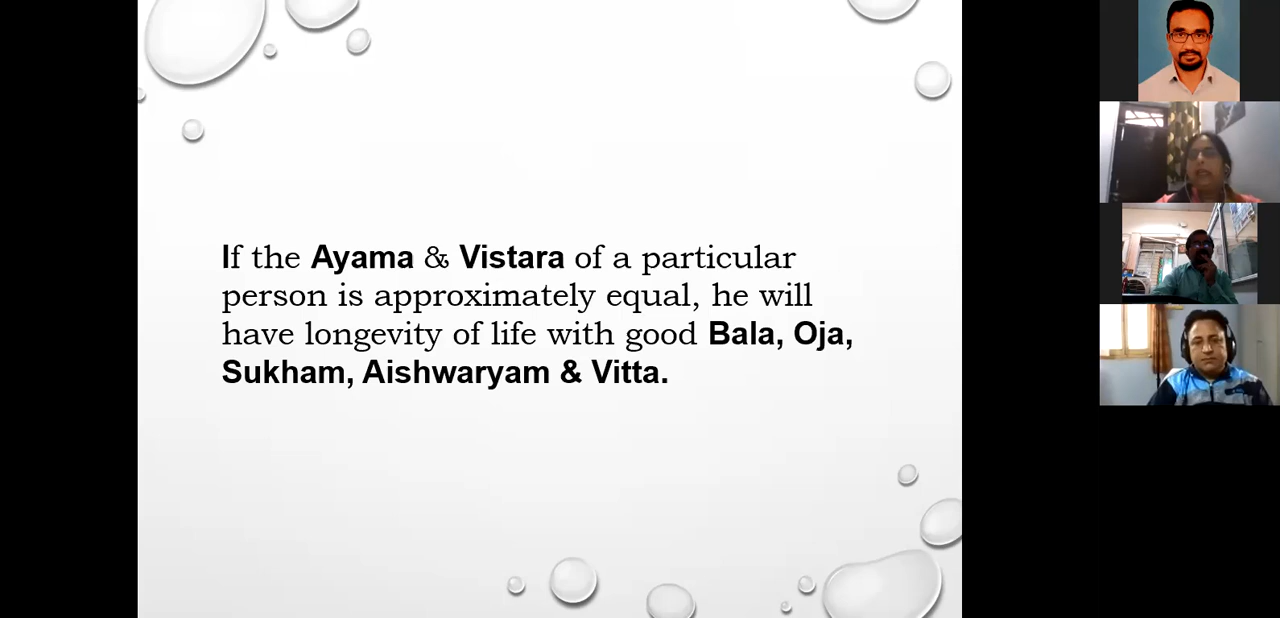 If the Ayama & Vistara of a particular
person is approximately equal, he will
have longevity of life with good Bala, Oja,
Sukham, Aishwaryam & Vitta.